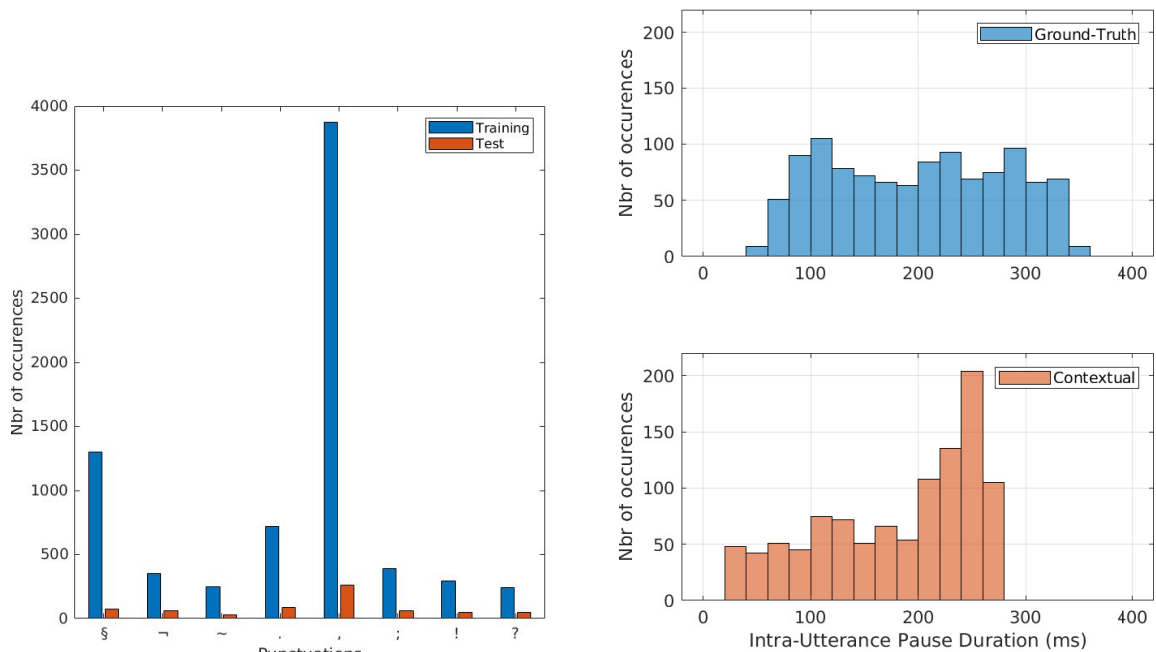 4000
3500
3000
2500
2000
1500
1000
500
0
Nbr of occurences
Training
Test
§ ¬ ~ . , ; ! ?
Punctuations
200
150
100
50
0
Nbr of occurences
Ground-Truth
0 100 200 300 400
200
150
100
50
0
Nbr of occurences
Contextual
0 100 200 300 400
Intra-Utterance Pause Duration (ms)